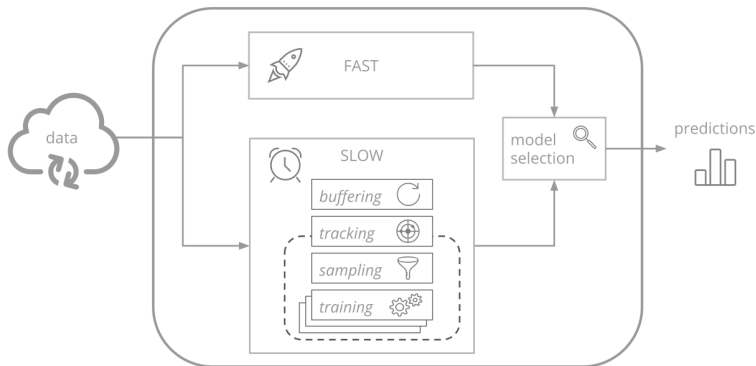 FAST
data
SLOW
buffering
tracking
sampling
training
model
selection
predictions